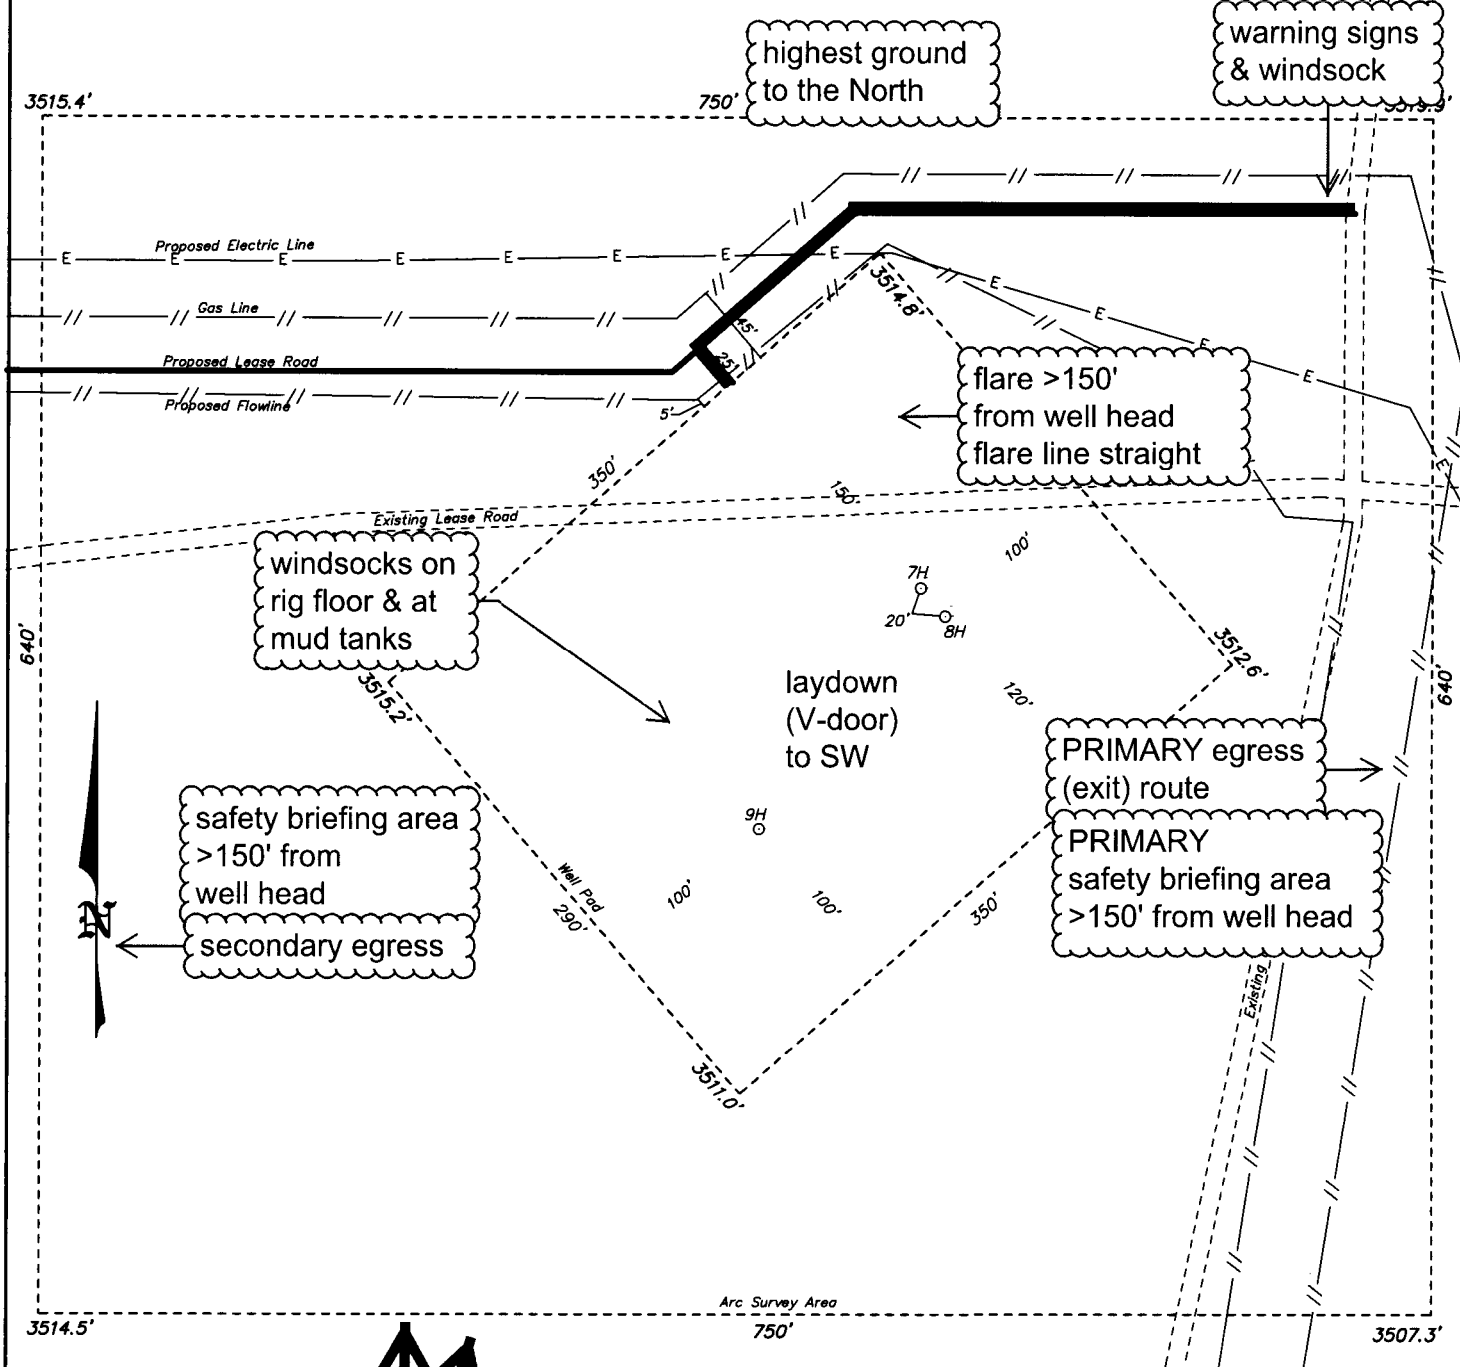 highest ground
to the North
warning signs
& windsock
3515.4'
750'
Proposed Electric Line
E E E E E E E E
E E E E E
Gas Line
3514.8'
45'
25'
Proposed Lease Road
Proposed Flowline
5'
flare >150'
from well head
flare line straight
350'
150'
Existing Lease Road
100'
windsocks on
rig floor & at
mud tanks
7H
20'
8H
640'
3512.6'
640'
3515.2'
laydown
(V-door)
to SW
120'
PRIMARY egress
(exit) route
safety briefing area
>150' from
well head
secondary egress
N
9H
PRIMARY
safety briefing area
>150' from well head
Well Pad
290'
100'
100'
350'
Existing
3511.0'
Arc Survey Area
3514.5'
750'
3507.3'